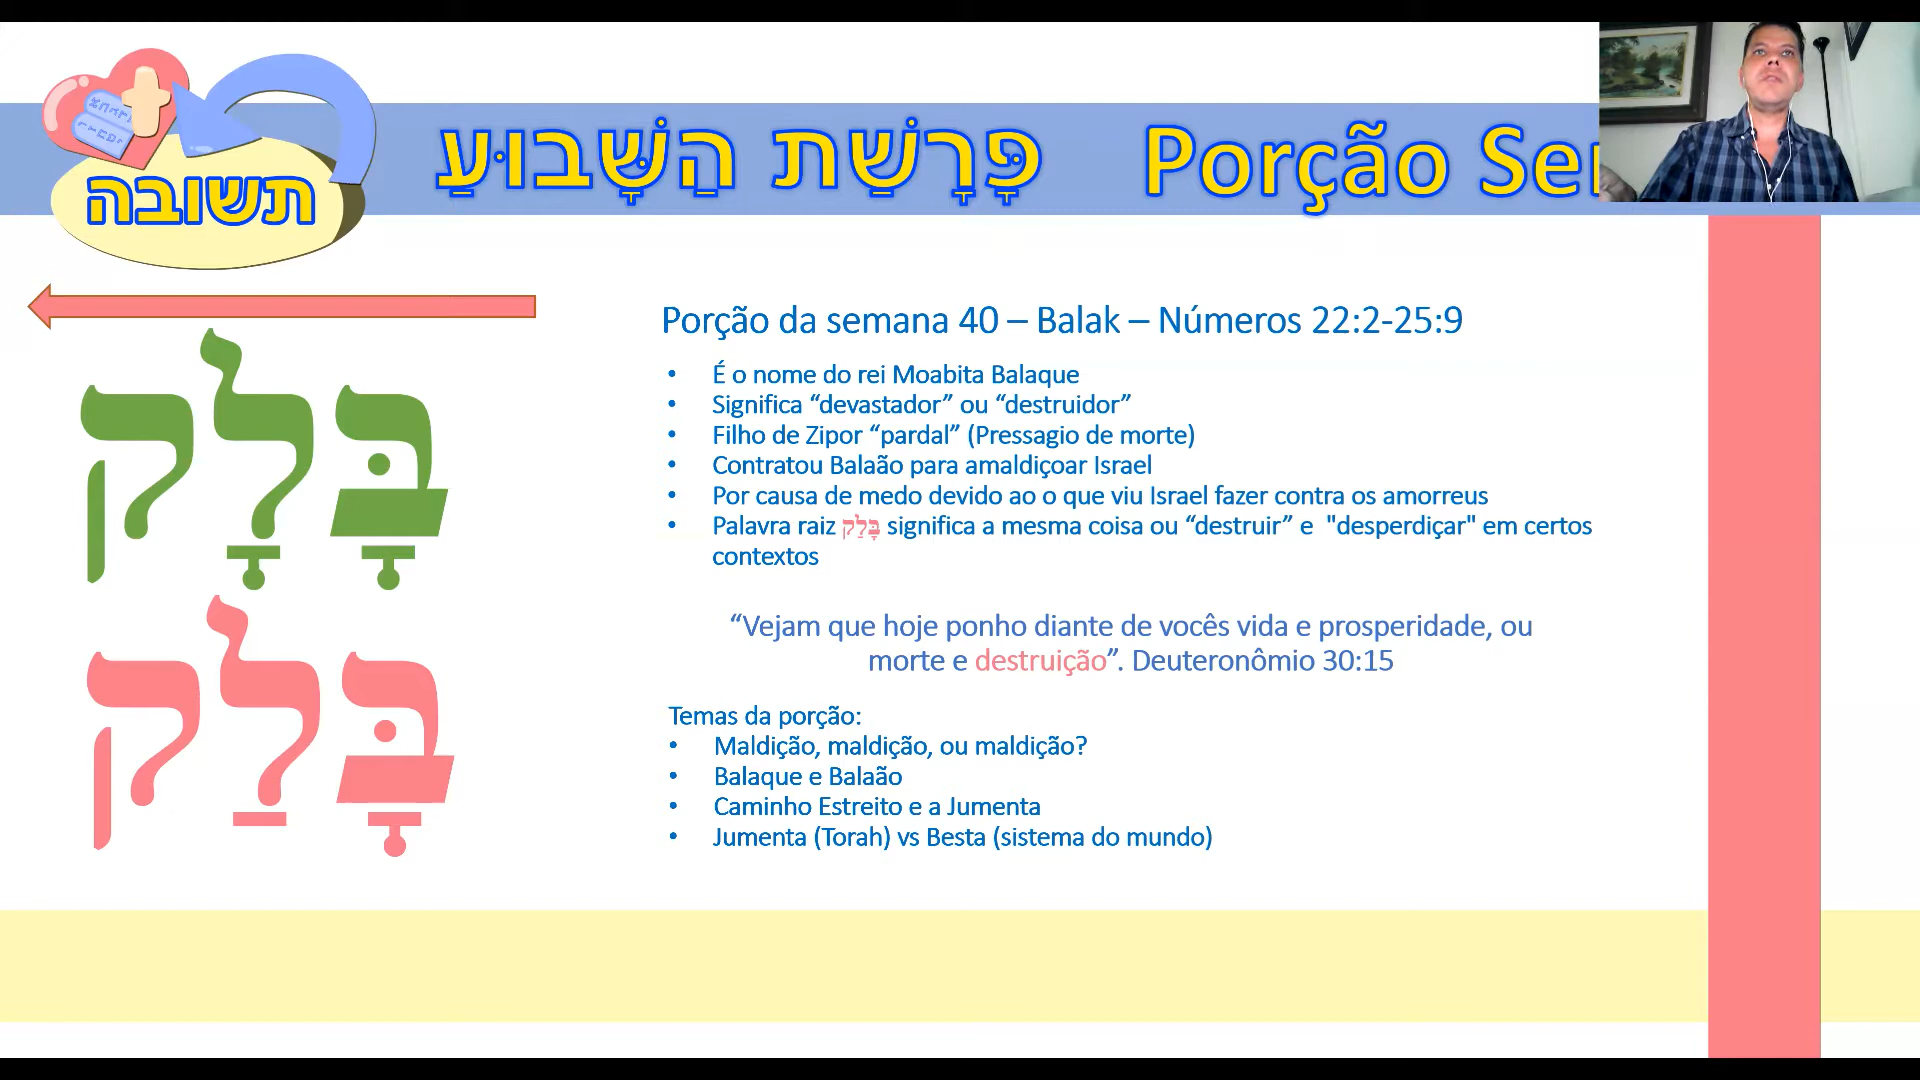 תשובה
פָּרָשַׁת הַשָּׁבוּעַ Porção
Porção da semana 40 – Balak – Números 22:2-25:9
• É o nome do rei Moabita Balaque
• Significa “devastador” ou “destruidor”
• Filho de Zipor “pardal” (Pressagio de morte)
• Contratou Balaão para amaldiçoar Israel
• Por causa de medo devido ao o que viu Israel fazer contra os amorreus
• Palavra raiz בָּלַק significa a mesma coisa ou “destruir” e "desperdiçar" em certos
contextos
בָּלָק
בָּלַק
“Vejam que hoje ponho diante de vocês vida e prosperidade, ou
morte e destruição”. Deuteronômio 30:15
Temas da porção:
• Maldição, maldição, ou maldição?
• Balaque e Balaão
• Caminho Estreito e a Jumenta
• Jumenta (Torah) vs Besta (sistema do mundo)